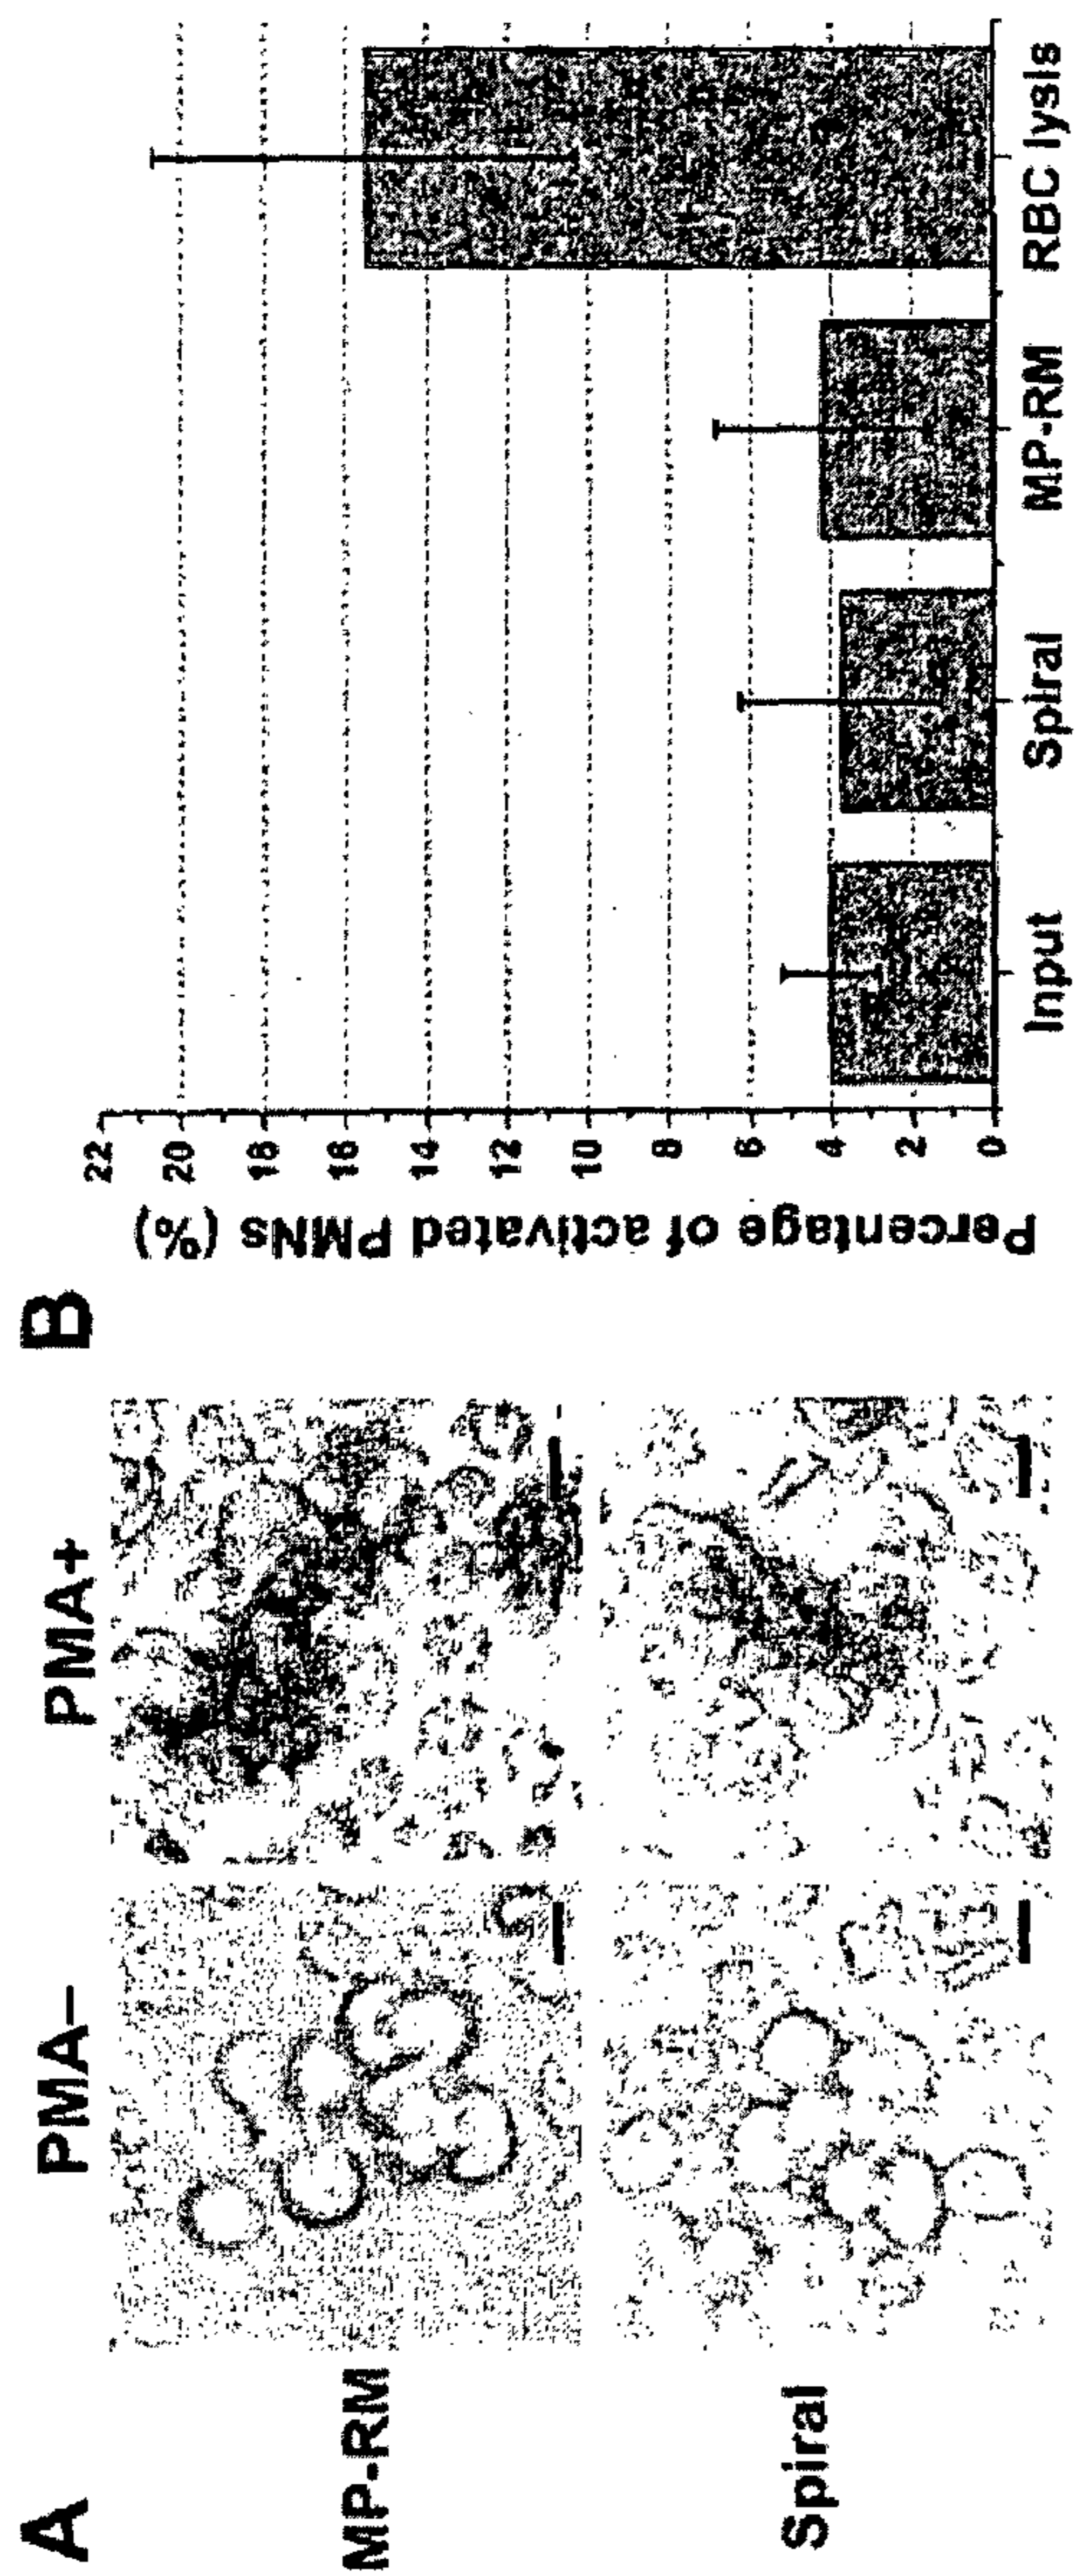 A
PMA–
PMA+
MP-RM
Spiral
B
Percentage of activated PMNs (%)
22
20
18
16
14
12
10
8
6
4
2
0
Input
Spiral
MP-RM
RBC lysis